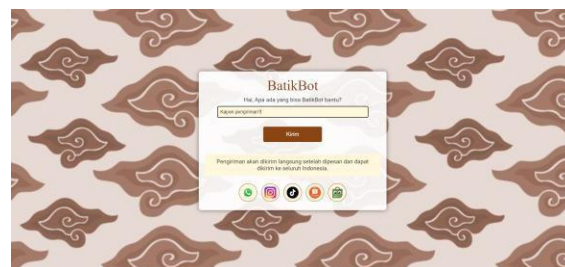 BatikBot
Hai, Apa ada yang bisa BatikBot bantu?
Kapan pengiriman?
Kirim
Pengiriman akan dikirim langsung setelah dipesan dan dapat
dikirim ke seluruh Indonesia.